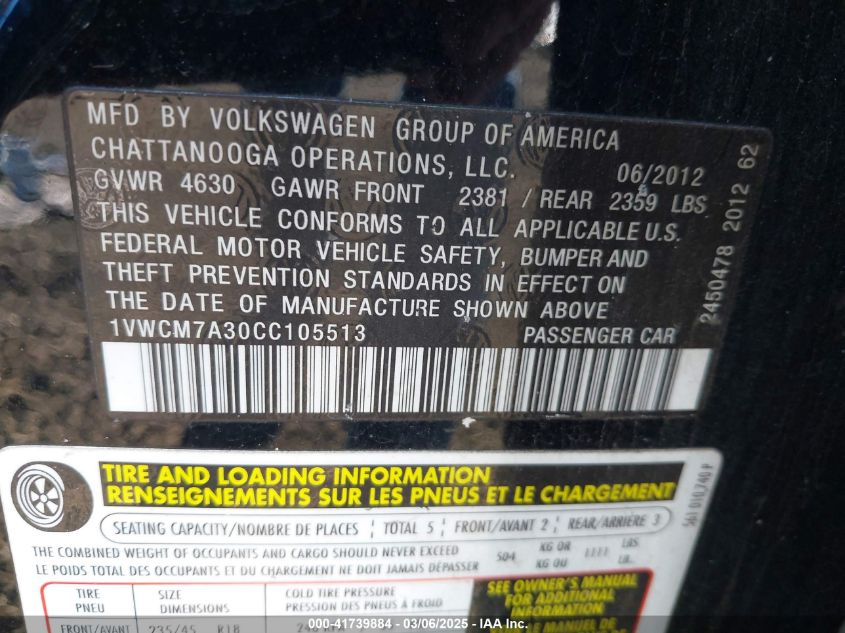 MFD BY VOLKSWAGEN GROUP OF AMERICA
CHATTANOOGA OPERATIONS, LLC. 06/2012
GVWR 4630 GAWR FRONT 2381 / REAR 2359 LBS
THIS VEHICLE CONFORMS TO ALL APPLICABLE U.S.
FEDERAL MOTOR VEHICLE SAFETY, BUMPER AND
THEFT PREVENTION STANDARDS IN EFFECT ON
THE DATE OF MANUFACTURE SHOWN ABOVE
1VWCM7A30CC105513 PASSENGER CAR
2450478 2012 62
TIRE AND LOADING INFORMATION
RENSEIGNEMENTS SUR LES PNEUS ET LE CHARGEMENT
561 010 740 P
SEATING CAPACITY/NOMBRE DE PLACES TOTAL 5 FRONT/AVANT 2 REAR/ARRIÈRE 3
THE COMBINED WEIGHT OF OCCUPANTS AND CARGO SHOULD NEVER EXCEED 504 KG OR 1111 LBS
LE POIDS TOTAL DES OCCUPANTS ET DU CHARGEMENT NE DOIT JAMAIS DÉPASSER KG OU
TIRE SIZE COLD TIRE PRESSURE
PNEU DIMENSIONS PRESSION DES PNEUS À FROID
FRONT/AVANT 235/45 R18
SEE OWNER'S MANUAL
FOR ADDITIONAL
INFORMATION
000-41739884 - 03/06/2025 - IAA Inc.